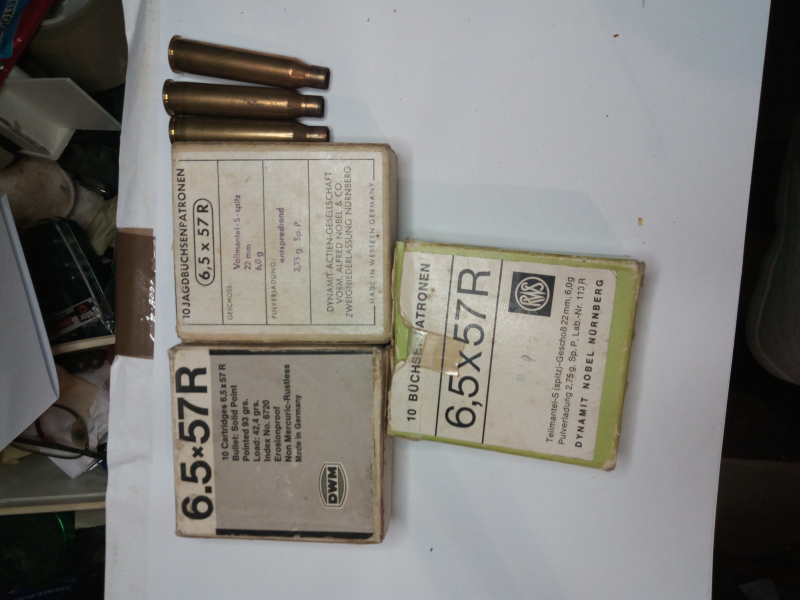 10 JAGDBÜCHSENPATRONEN
6,5 x 57 R
GESCHOSS:
Vollmantel-S-spitz
22 mm
6,0 g
PULVERLADUNG:
entsprechend
2,75 g Sp. P.
DYNAMIT-ACTIEN-GESELLSCHAFT
VORM. ALFRED NOBEL & CO.
ZWEIGNIEDERLASSUNG NÜRNBERG
MADE IN WESTERN GERMANY
6.5×57R
10 Cartridges 6,5 x 57 R
Bullet: Solid Point
Pointed 93 grs.
Load: 42,4 grs.
Index No. 6720
Erosionproof
Non Mercuric-Rustless
Made in Germany
DWM
10 BÜCHSENPATRONEN
6,5x57R
RWS
Teilmantel-S (spitz)-Geschoß 22mm, 6,0g
Pulverladung 2,75 g. Sp. P., Lab.-Nr. 113 R
DYNAMIT NOBEL NÜRNBERG